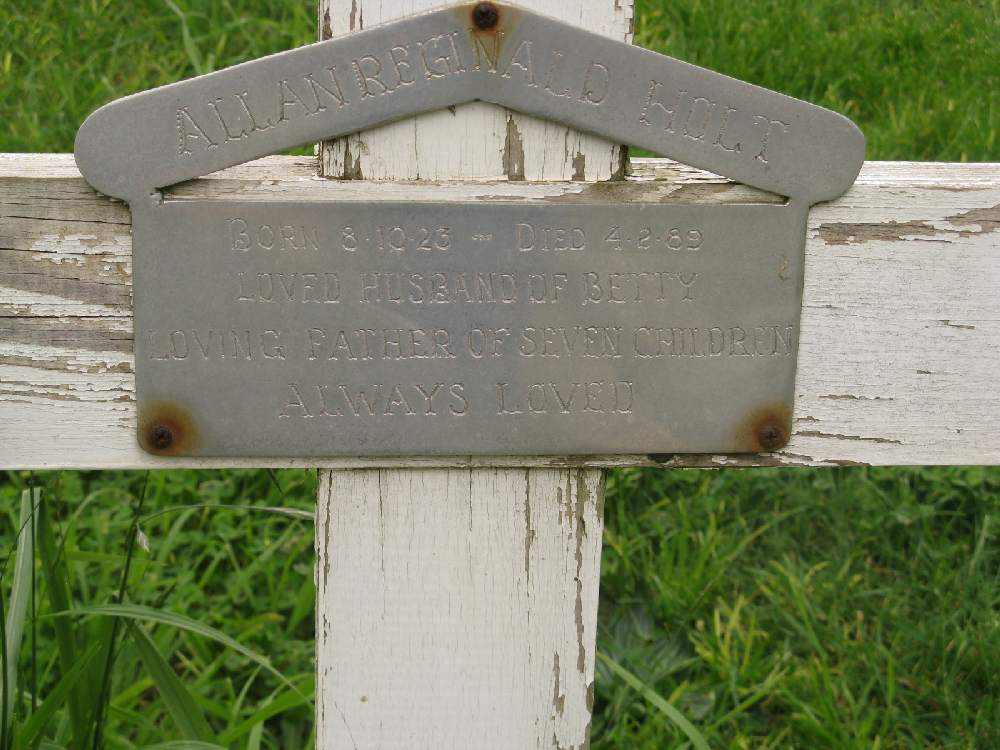 ALLAN REGINALD HOLT
BORN 8·10·23 - DIED 4·2·89
LOVED HUSBAND OF BETTY
LOVING FATHER OF SEVEN CHILDREN
ALWAYS LOVED